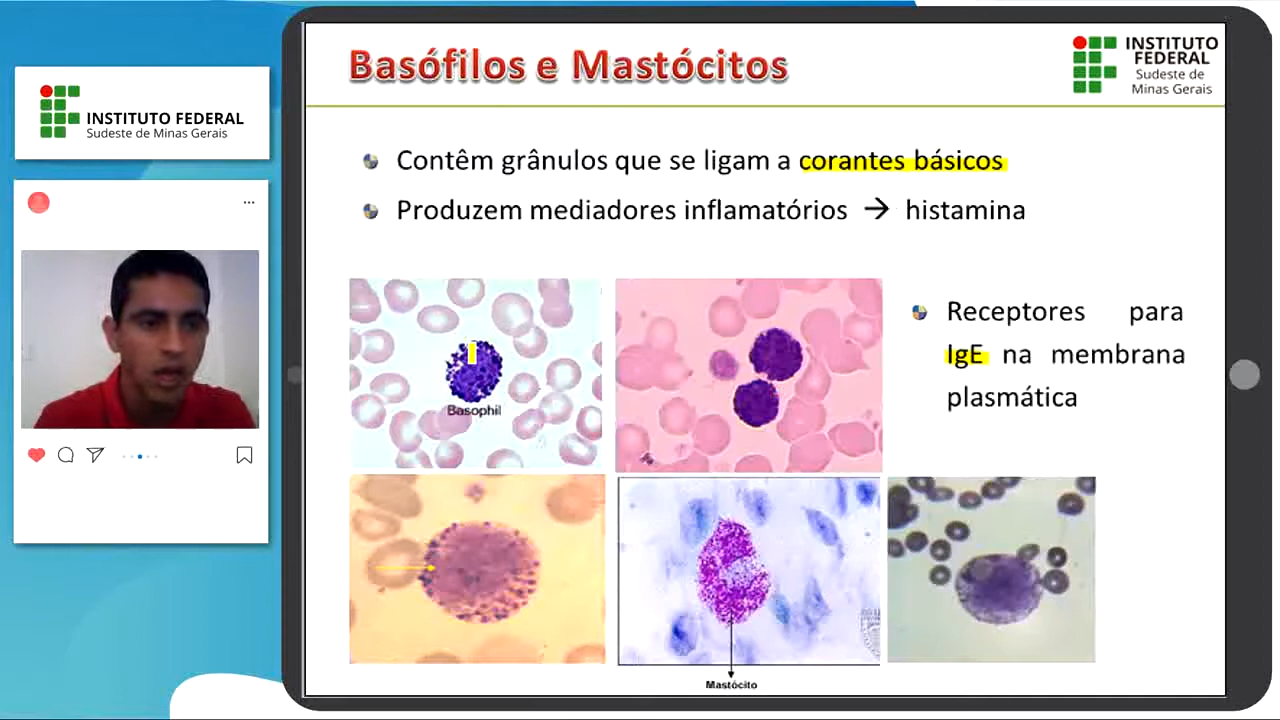 INSTITUTO FEDERAL
Sudeste de Minas Gerais
Basófilos e Mastócitos
INSTITUTO
FEDERAL
Sudeste de
Minas Gerais
Contêm grânulos que se ligam a corantes básicos
Produzem mediadores inflamatórios → histamina
Basophil
Receptores para
IgE na membrana
plasmática
Mastócito